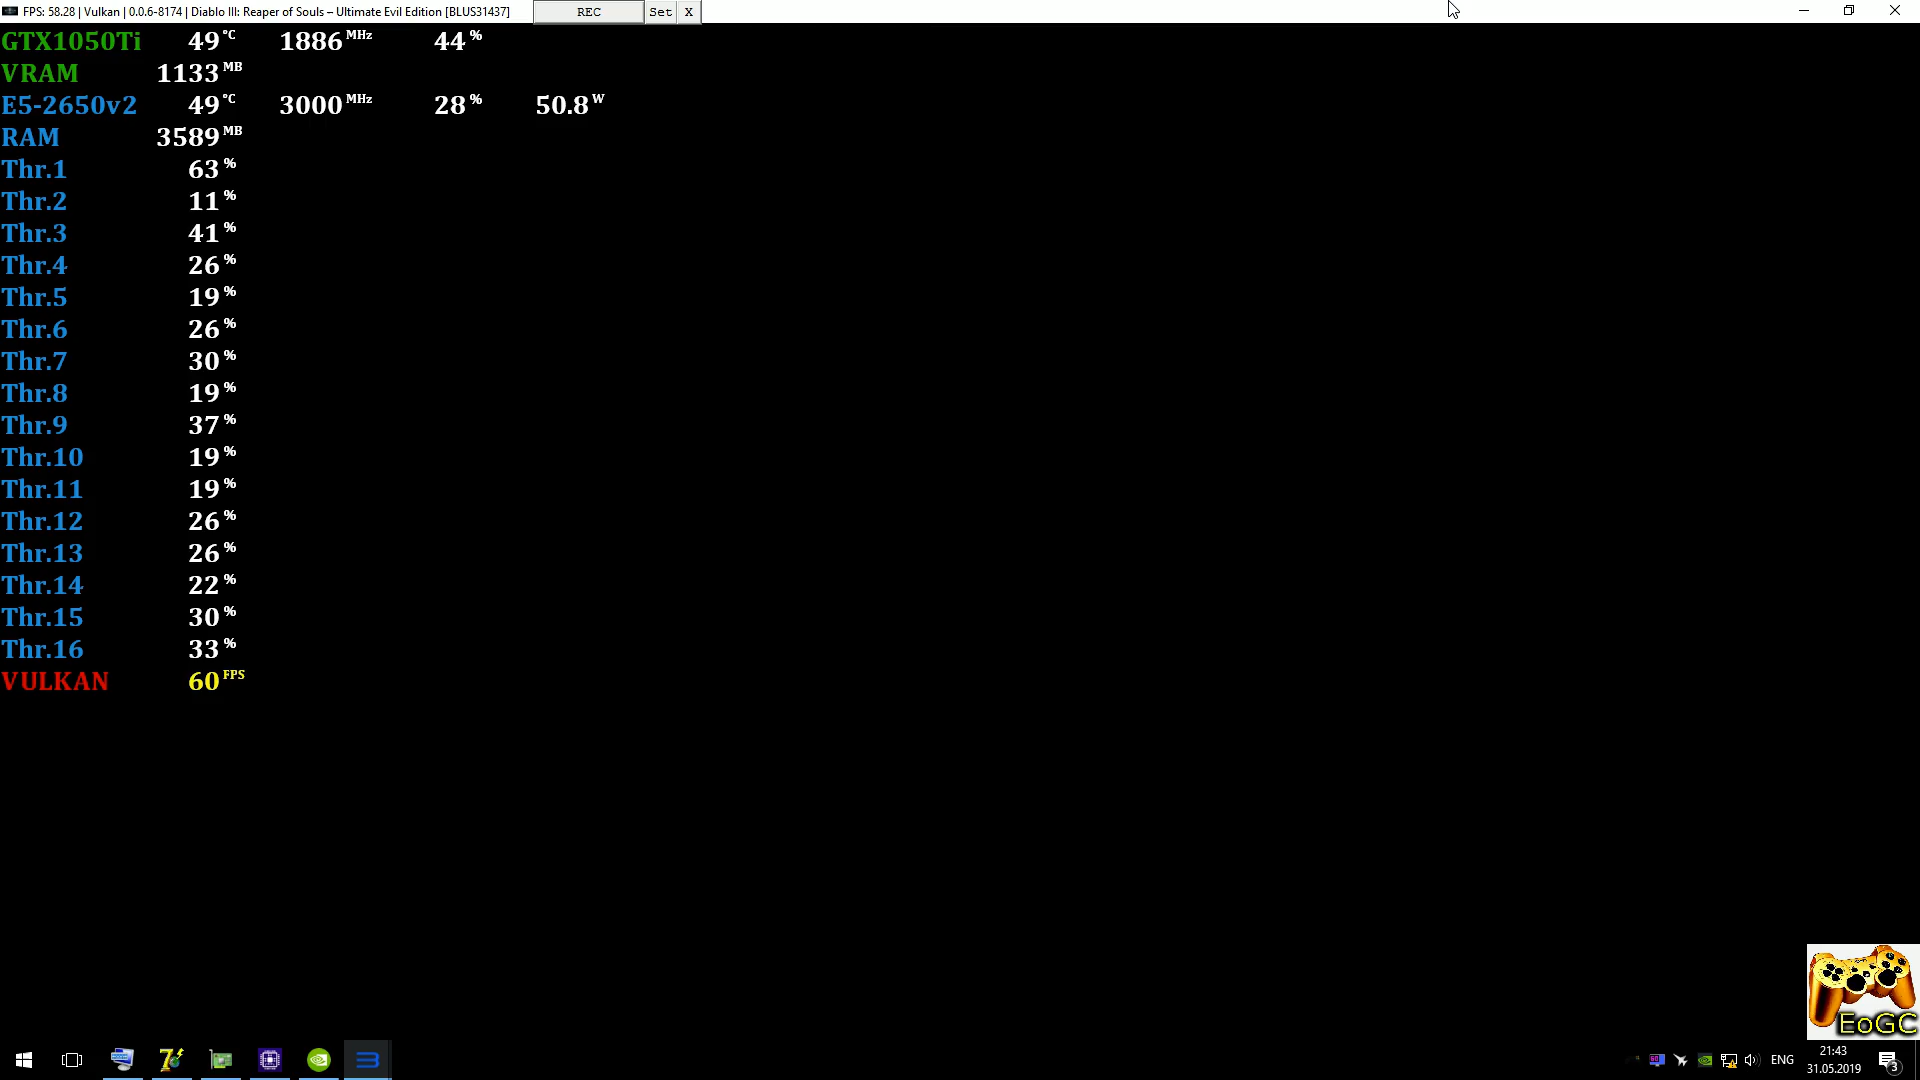 FPS: 58.28 | Vulkan | 0.0.6-8174 | Diablo III: Reaper of Souls – Ultimate Evil Edition [BLUS31437] REC Set X
GTX1050Ti 49 °C 1886 MHz 44 %
VRAM 1133 MB
E5-2650v2 49 °C 3000 MHz 28 % 50.8 W
RAM 3589 MB
Thr.1 63 %
Thr.2 11 %
Thr.3 41 %
Thr.4 26 %
Thr.5 19 %
Thr.6 26 %
Thr.7 30 %
Thr.8 19 %
Thr.9 37 %
Thr.10 19 %
Thr.11 19 %
Thr.12 26 %
Thr.13 26 %
Thr.14 22 %
Thr.15 30 %
Thr.16 33 %
VULKAN 60 FPS
EoGC
ENG
21:43
31.05.2019
3